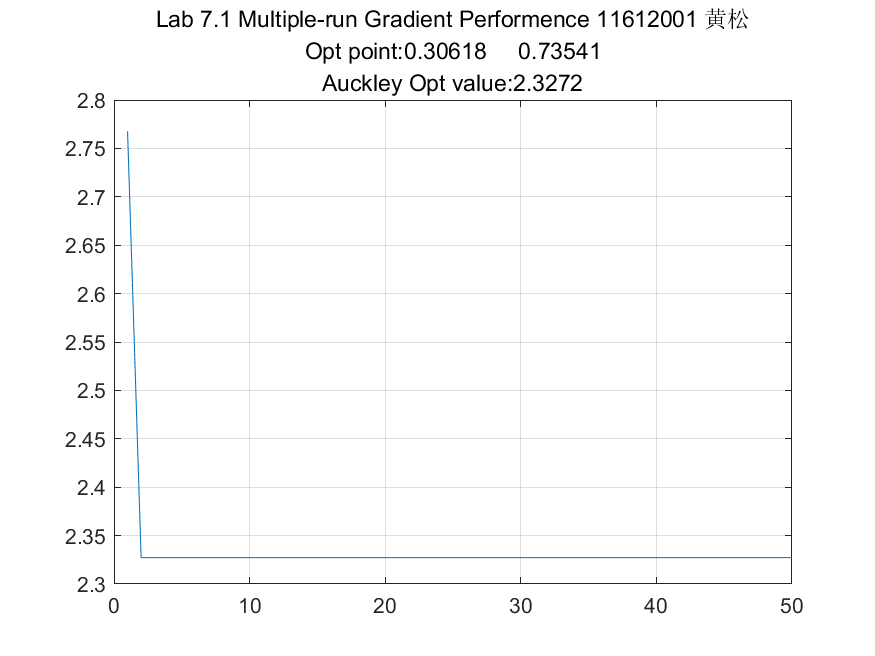 Lab 7.1 Multiple-run Gradient Performence 11612001 黄松
Opt point:0.30618 0.73541
Auckley Opt value:2.3272
2.8
2.75
2.7
2.65
2.6
2.55
2.5
2.45
2.4
2.35
2.3
0 10 20 30 40 50